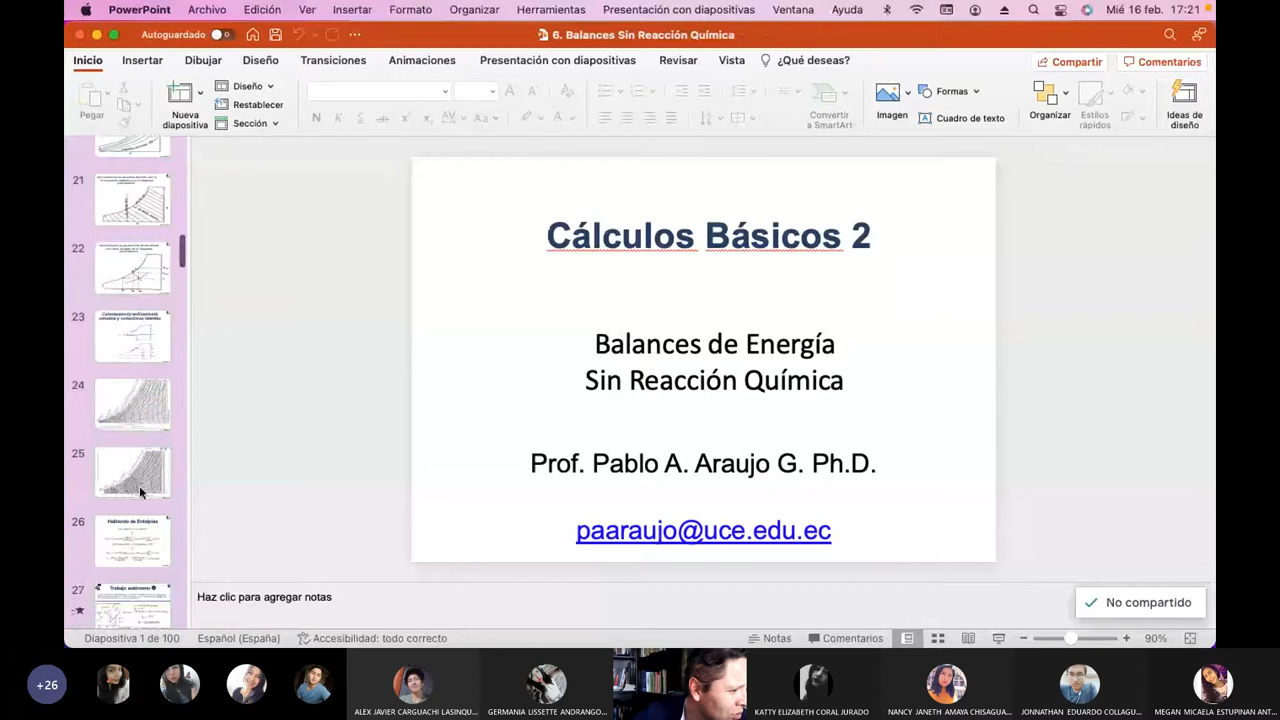 PowerPoint Archivo Edición Ver Insertar Formato Organizar Herramientas Presentación con diapositivas Ventana Ayuda Mié 16 feb. 17:21
Autoguardado 6. Balances Sin Reacción Química
Inicio Insertar Dibujar Diseño Transiciones Animaciones Presentación con diapositivas Revisar Vista ¿Qué deseas? Compartir Comentarios
Pegar
Nueva diapositiva
Diseño
Restablecer
Sección
N
Convertir a SmartArt
Imagen
Formas
Cuadro de texto
Organizar
Estilos rápidos
Ideas de diseño
21
22
23
24
25
26
Hablando de Entalpías
27
Trabajo autónomo
Cálculos Básicos 2
Balances de Energía
Sin Reacción Química
Prof. Pablo A. Araujo G. Ph.D.
paaraujo@uce.edu.ec
Haz clic para agregar notas
No compartido
Diapositiva 1 de 100 Español (España) Accesibilidad: todo correcto Notas Comentarios 90%
+26
ALEX JAVIER CARGUACHI LASINQU...
GERMANIA LISSETTE ANDRANGO...
KATTY ELIZABETH CORAL JURADO
NANCY JANETH AMAYA CHISAGUA...
JONNATHAN EDUARDO COLLAGU...
MEGAN MICAELA ESTUPINAN ANT...